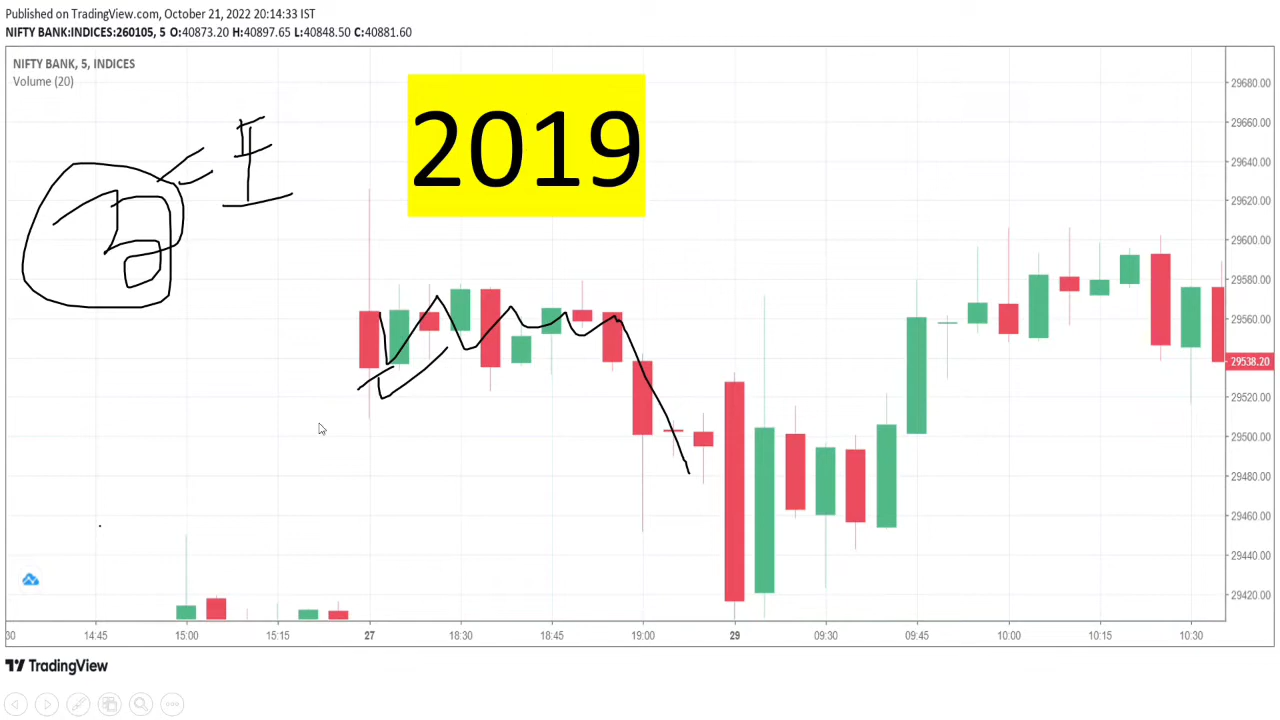 Published on TradingView.com, October 21, 2022 20:14:33 IST
NIFTY BANK:INDICES:260105, 5 O:40873.20 H:40897.65 L:40848.50 C:40881.60
NIFTY BANK, 5, INDICES
Volume (20)
2019
29680.00
29660.00
29640.00
29620.00
29600.00
29580.00
29560.00
29538.20
29520.00
29500.00
29480.00
29460.00
29440.00
29420.00
30 14:45 15:00 15:15 27 18:30 18:45 19:00 29 09:30 09:45 10:00 10:15 10:30
TradingView